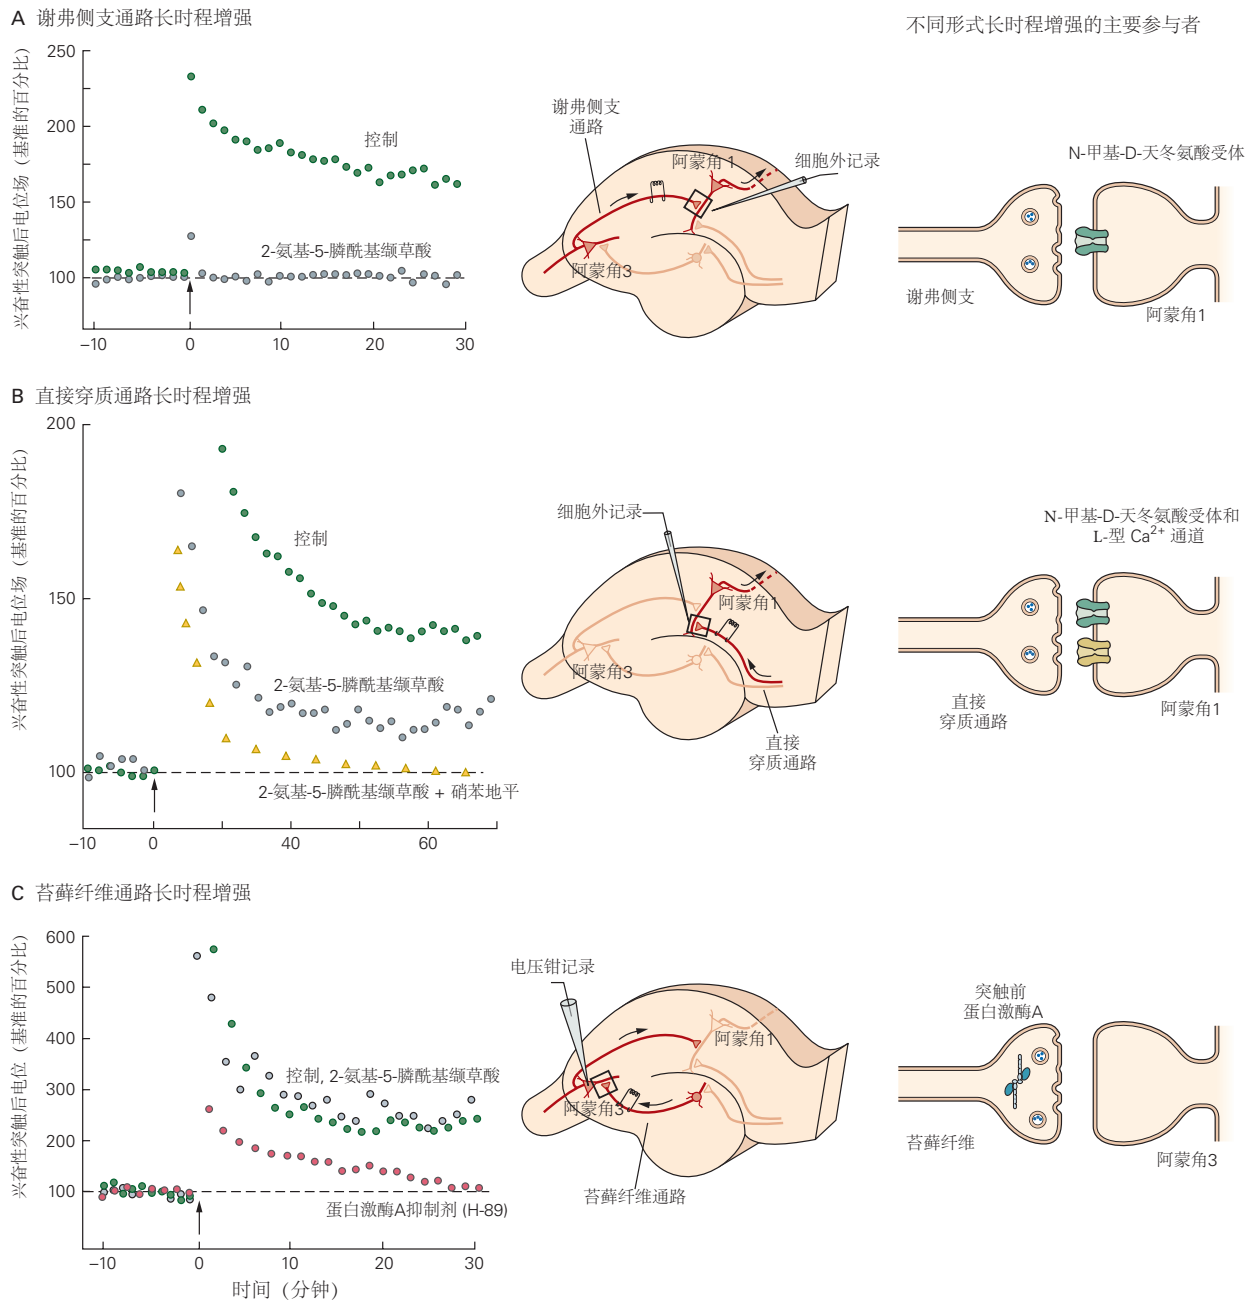 A 谢弗侧支通路长时程增强
不同形式长时程增强的主要参与者
兴奋性突触后电位场（基准的百分比）
250
200
150
100
−10
0
10
20
30
控制
2-氨基-5-膦酰基缬草酸
谢弗侧支
通路
阿蒙角 1
细胞外记录
阿蒙角3
N-甲基-D-天冬氨酸受体
谢弗侧支
阿蒙角1
B 直接穿质通路长时程增强
兴奋性突触后电位场（基准的百分比）
200
150
100
−10
0
40
60
控制
2-氨基-5-膦酰基缬草酸
2-氨基-5-膦酰基缬草酸 + 硝苯地平
细胞外记录
阿蒙角1
阿蒙角3
直接
穿质通路
N-甲基-D-天冬氨酸受体和
L-型 Ca²⁺ 通道
直接
穿质通路
阿蒙角1
C 苔藓纤维通路长时程增强
兴奋性突触后电位（基准的百分比）
600
500
400
300
200
100
−10
0
10
20
30
时间（分钟）
控制, 2-氨基-5-膦酰基缬草酸
蛋白激酶A抑制剂 (H-89)
电压钳记录
阿蒙角1
阿蒙角3
苔藓纤维通路
突触前
蛋白激酶A
苔藓纤维
阿蒙角3